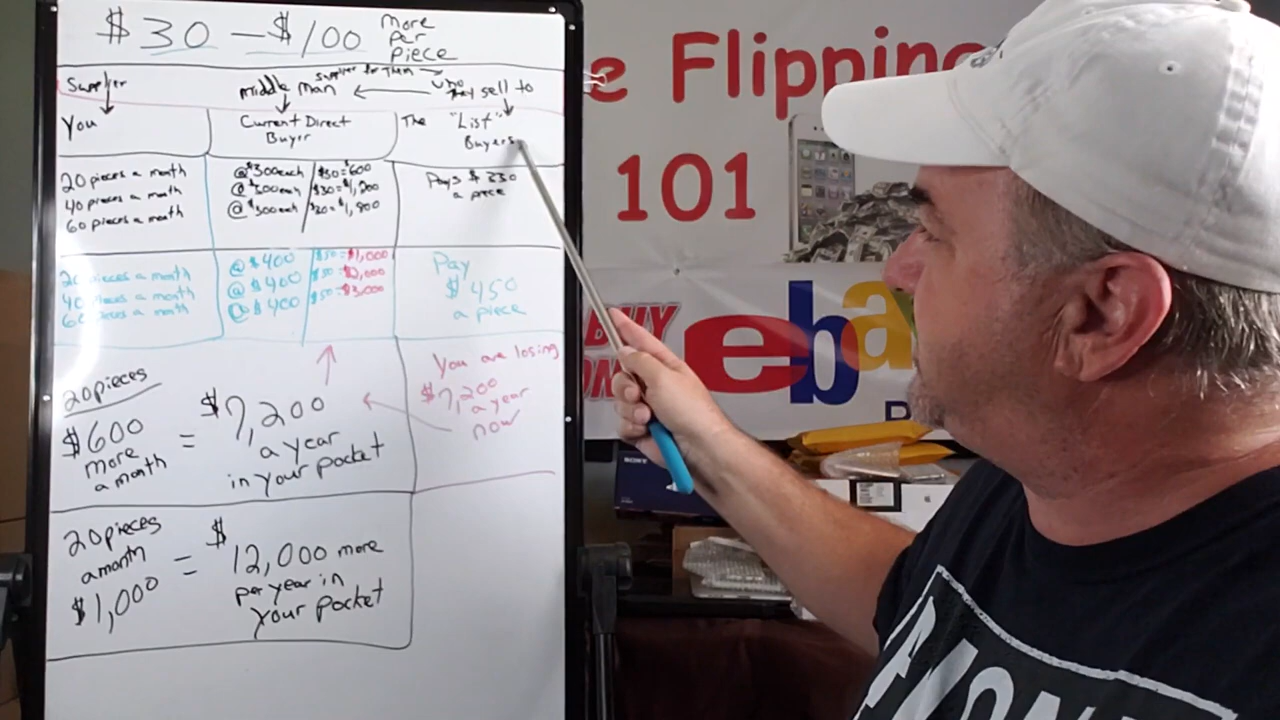 $30 – $100 more per piece
Supplier
middle man
supplier for them
who
they sell to
You
Current Direct
Buyer
The "List"
Buyers
20 pieces a month
40 pieces a month
60 pieces a month
@ $300 each
@ $300 each
@ $300 each
$30 = $600
$30 = $1,200
$30 = $1,800
Pays $330
a piece
20 pieces a month
40 pieces a month
60 pieces a month
@ $400
@ $400
@ $400
$50 = $1,000
$50 = $2,000
$50 = $3,000
Pay
$450
a piece
20 pieces
$600
more
a month
= $7,200
a year
in your pocket
You are losing
$7,200
a year
now
20 pieces
a month
$1,000
= $12,000 more
per year in
your pocket
e Flipping
101
BUY
ebay
SONY